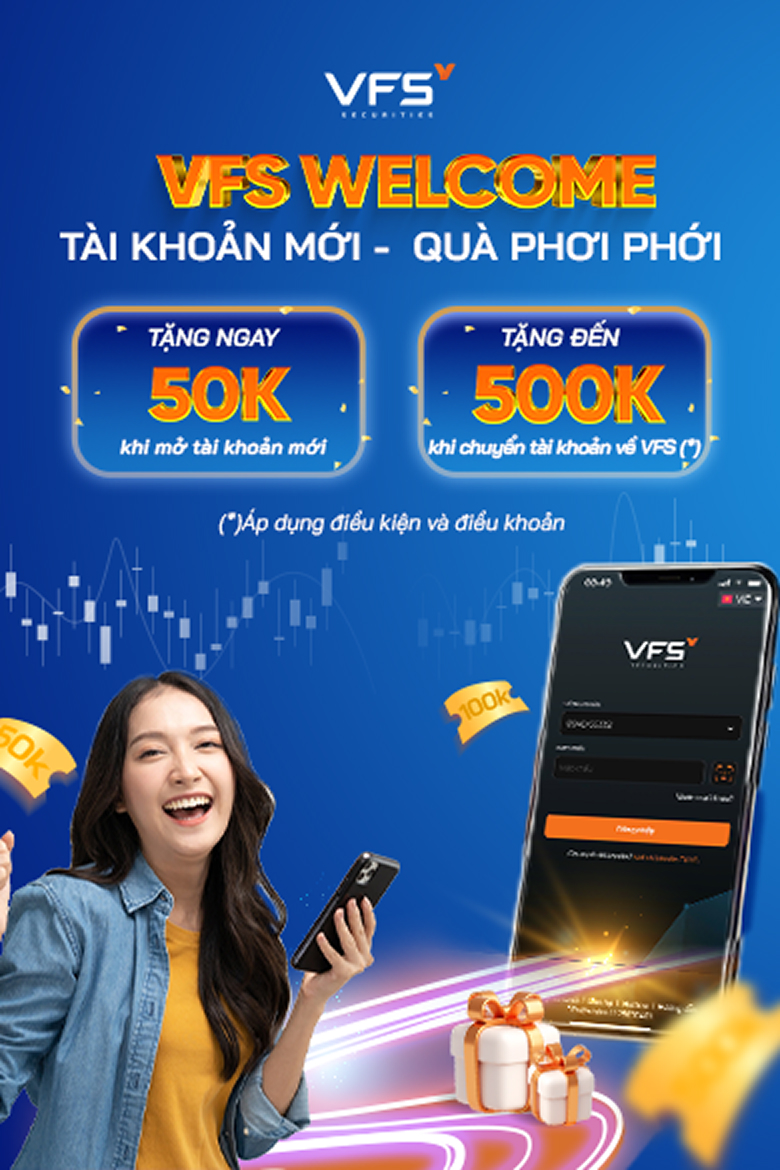 VFS
SECURITIES
VFS WELCOME
TÀI KHOẢN MỚI - QUÀ PHƠI PHỚI
TẶNG NGAY
50K
khi mở tài khoản mới
TẶNG ĐẾN
500K
khi chuyển tài khoản về VFS (*)
(*)Áp dụng điều kiện và điều khoản
VFS
SECURITIES
100k
50k